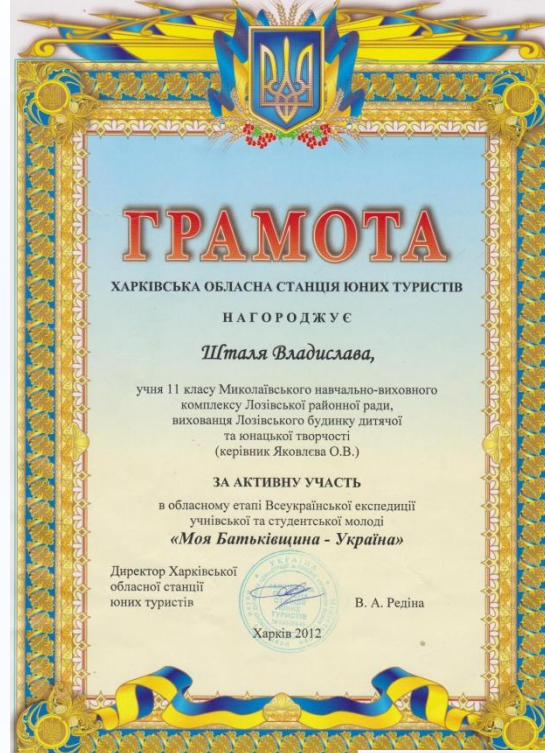 ГРАМОТА
ХАРКІВСЬКА ОБЛАСНА СТАНЦІЯ ЮНИХ ТУРИСТІВ
НАГОРОДЖУЄ
Шталя Владислава,
учня 11 класу Миколаївського навчально-виховного
комплексу Лозівської районної ради,
вихованця Лозівського будинку дитячої
та юнацької творчості
(керівник Яковлєва О.В.)
ЗА АКТИВНУ УЧАСТЬ
в обласному етапі Всеукраїнської експедиції
учнівської та студентської молоді
«Моя Батьківщина - Україна»
Директор Харківської
обласної станції
юних туристів
В. А. Редіна
УКРАЇНА
ТУРИСТІВ
Харків 2012